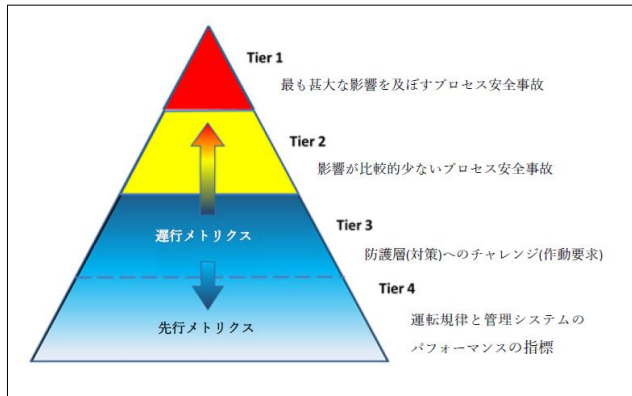 Tier 1
最も甚大な影響を及ぼすプロセス安全事故
Tier 2
影響が比較的少ないプロセス安全事故
Tier 3
遅行メトリクス
防護層(対策)へのチャレンジ(作動要求)
Tier 4
先行メトリクス
運転規律と管理システムの
パフォーマンスの指標